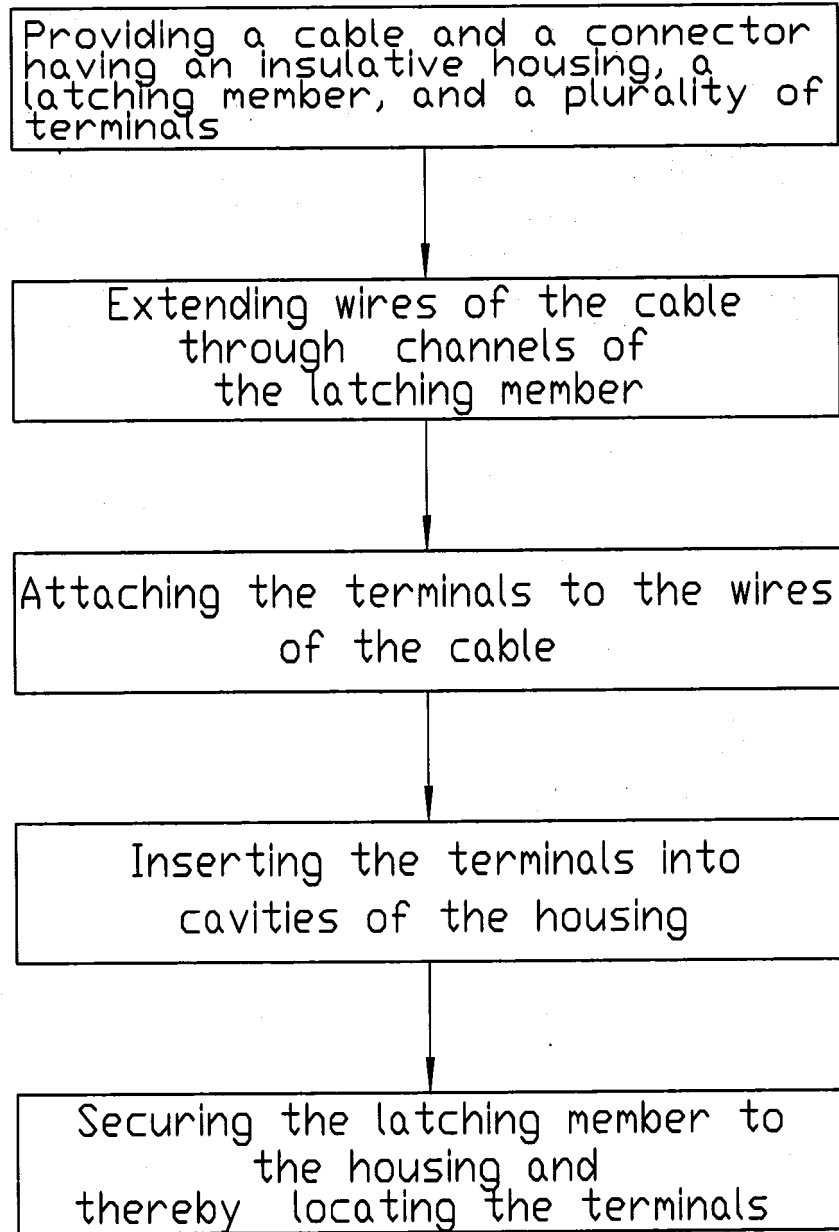 Providing a cable and a connector
having an insulative housing, a
latching member, and a plurality of
terminals
Extending wires of the cable
through channels of
the latching member
Attaching the terminals to the wires
of the cable
Inserting the terminals into
cavities of the housing
Securing the latching member to
the housing and
thereby locating the terminals